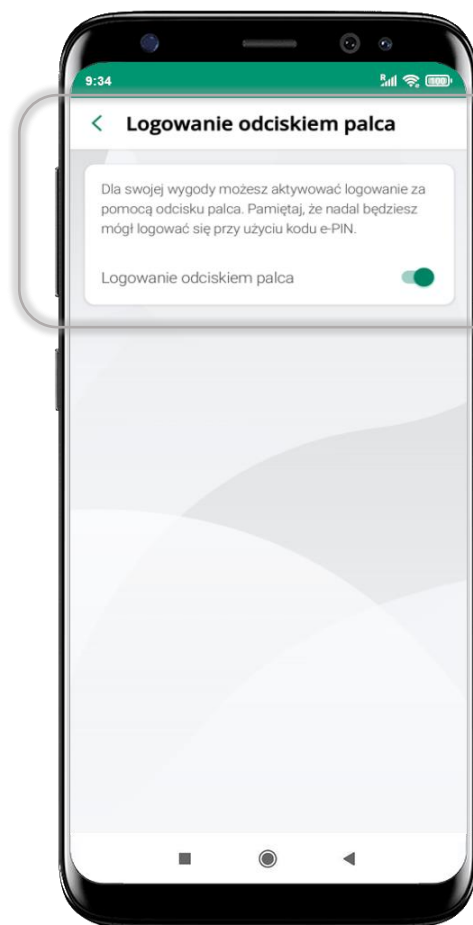 9:34
R
100
Logowanie odciskiem palca
Dla swojej wygody możesz aktywować logowanie za
pomocą odcisku palca. Pamiętaj, że nadal będziesz
mógł logować się przy użyciu kodu e-PIN.
Logowanie odciskiem palca